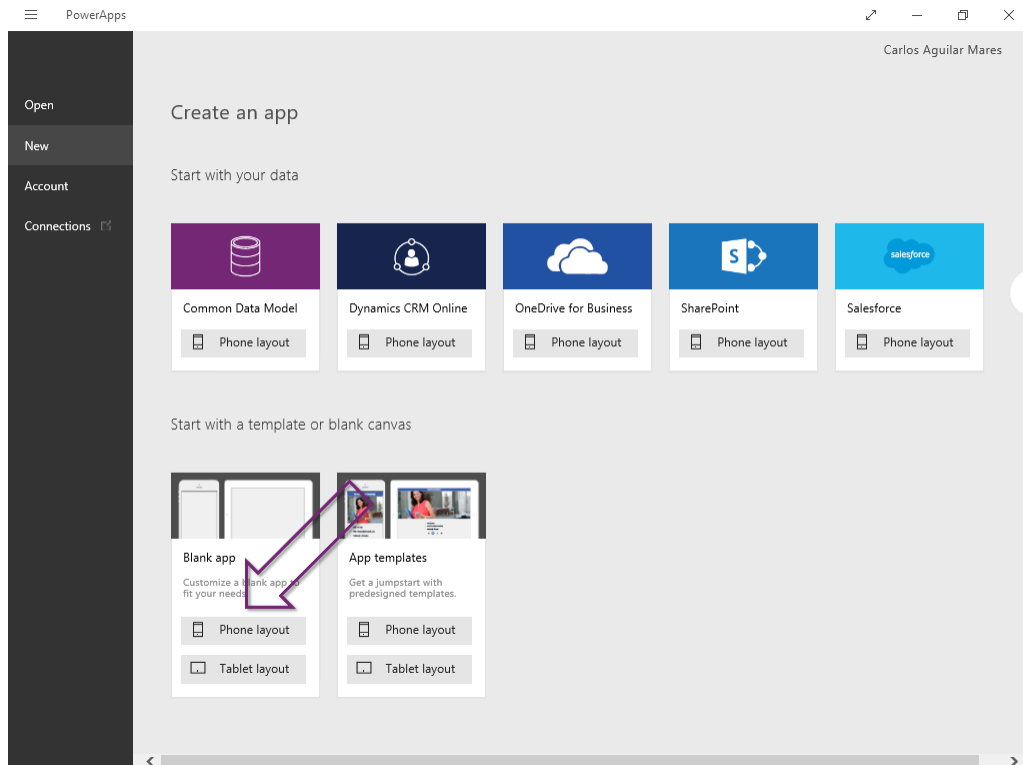 PowerApps
Carlos Aguilar Mares
Open
New
Account
Connections
Create an app
Start with your data
salesforce
S
Common Data Model
Dynamics CRM Online
OneDrive for Business
SharePoint
Salesforce
Phone layout
Phone layout
Phone layout
Phone layout
Phone layout
Start with a template or blank canvas
Blank app
Customize a blank app to
fit your needs
Phone layout
Tablet layout
App templates
Get a jumpstart with
predesigned templates.
Phone layout
Tablet layout